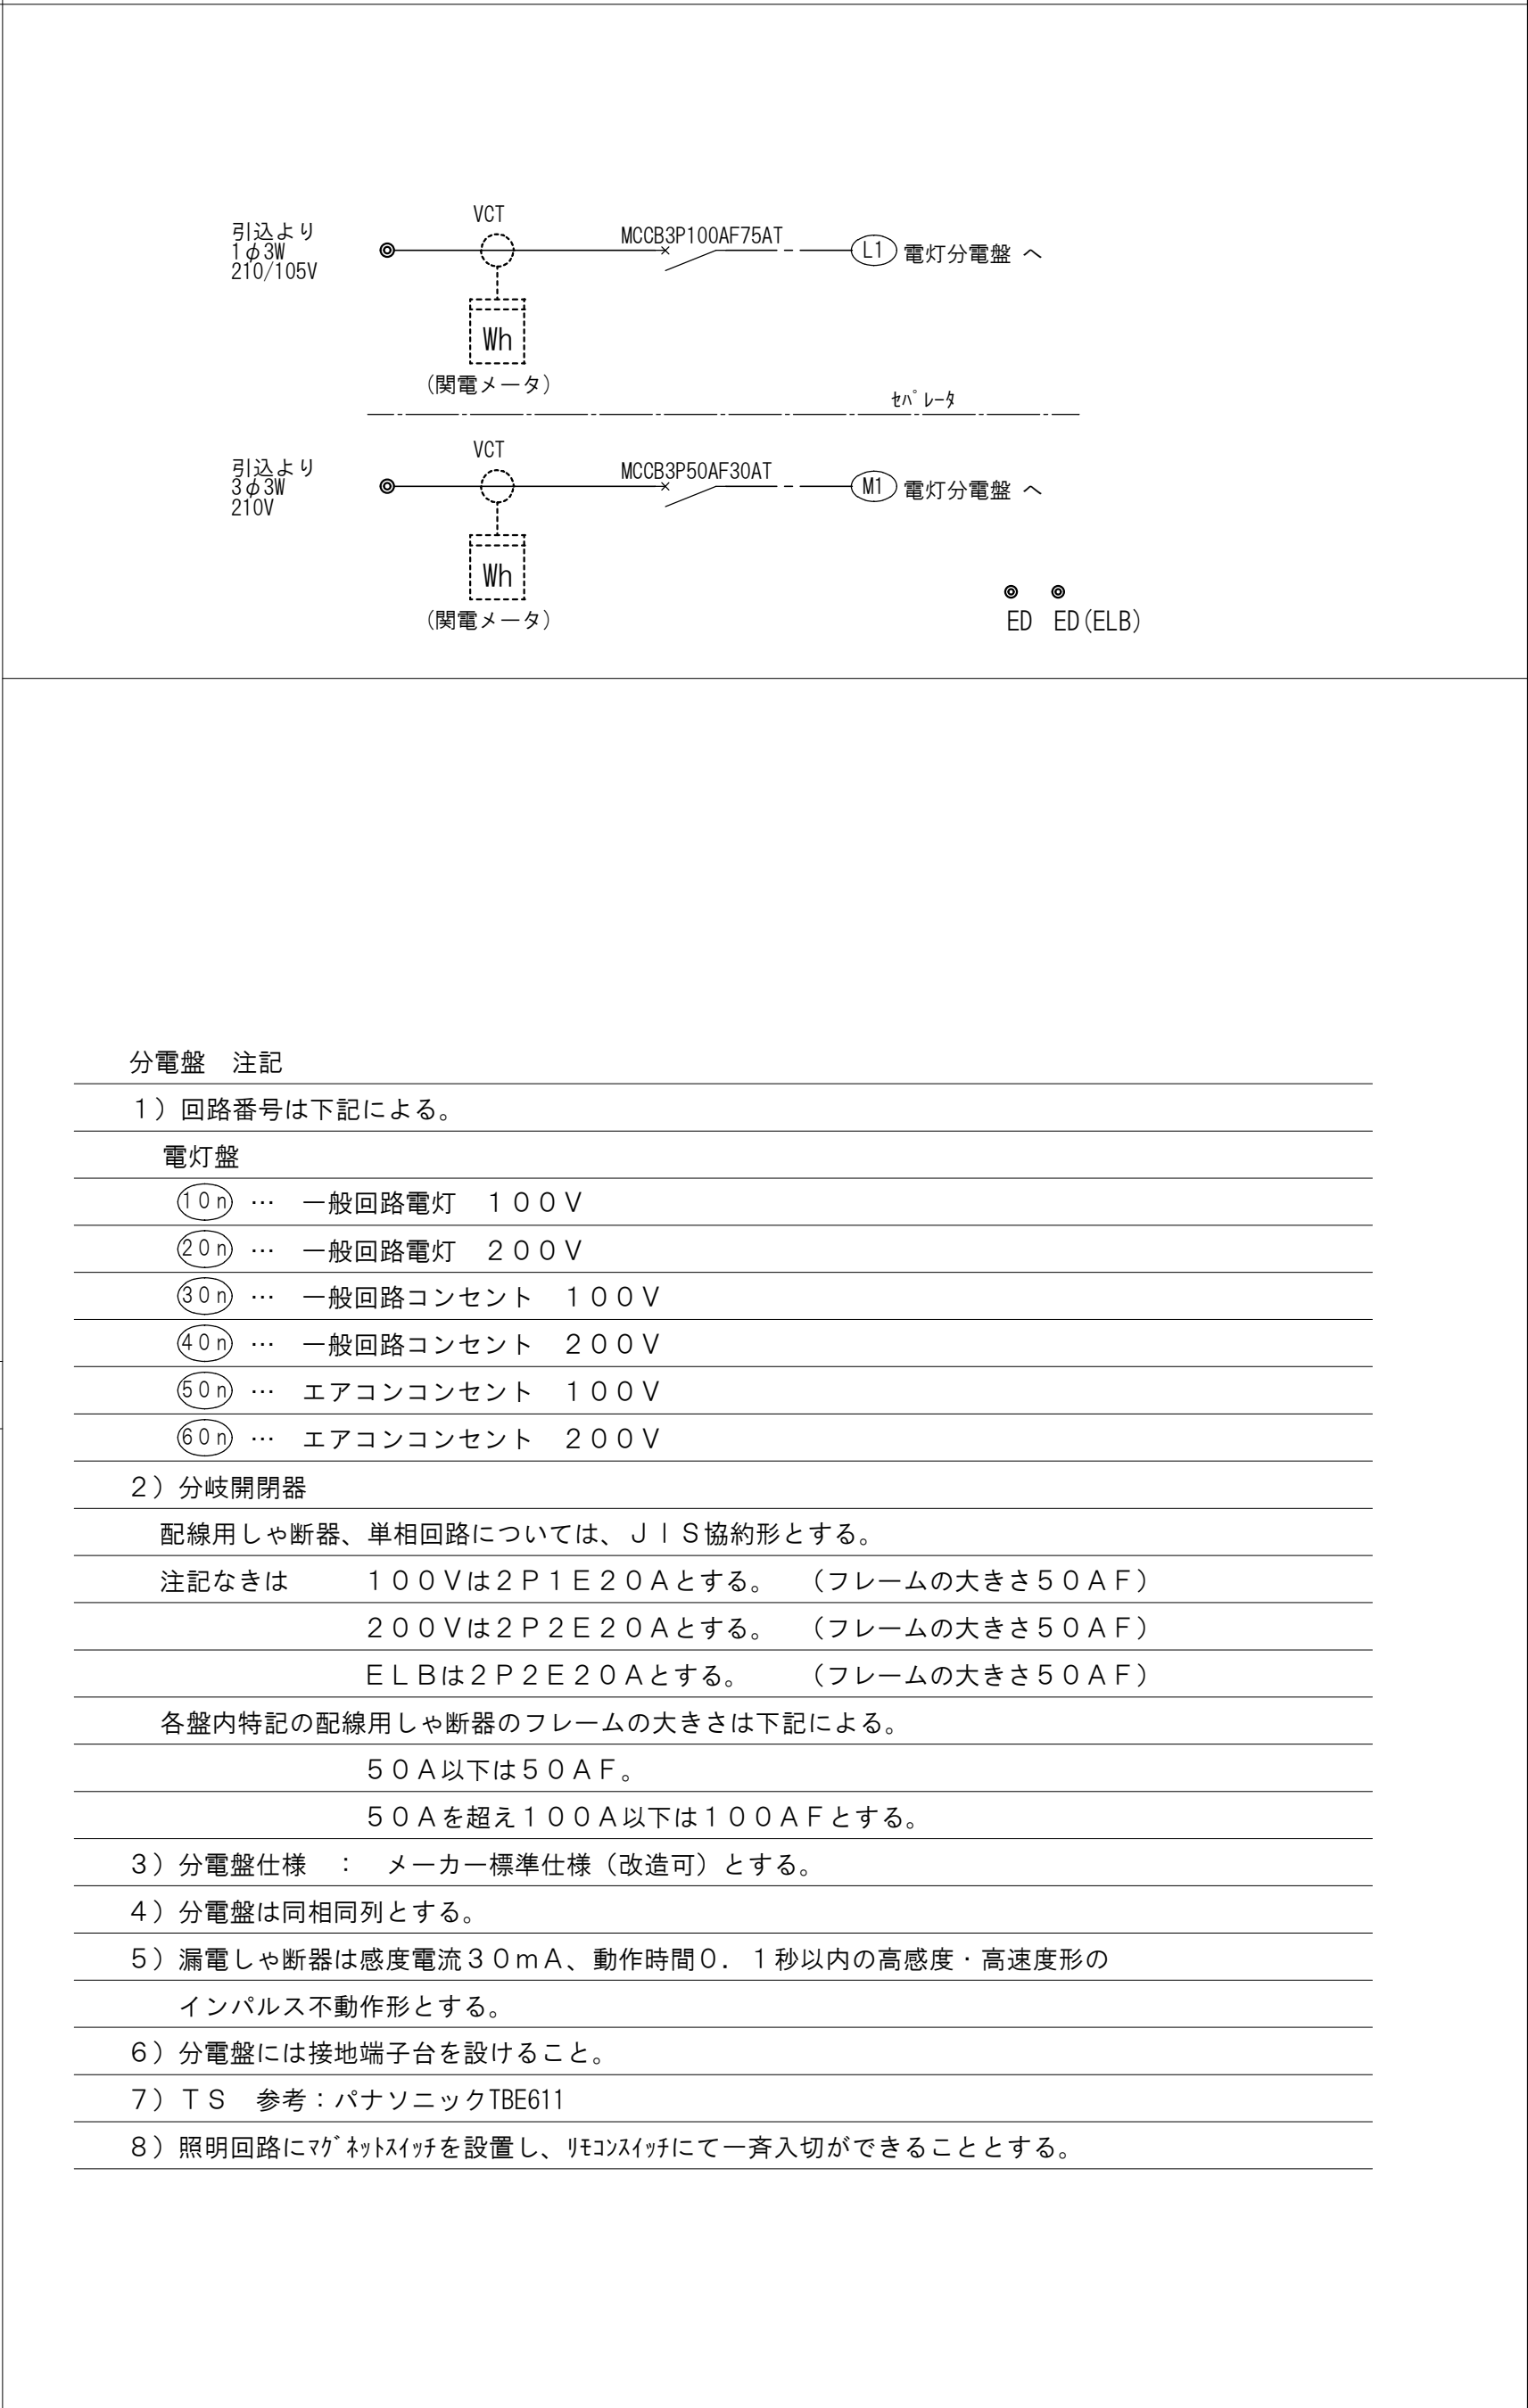 VCT
引込より
1φ3W
210/105V
MCCB3P100AF75AT
L1 電灯分電盤 へ
Wh
(関電メータ)
ｾﾊﾟﾚｰﾀ
VCT
引込より
3φ3W
210V
MCCB3P50AF30AT
M1 電灯分電盤 へ
Wh
(関電メータ)
ED ED(ELB)
分電盤　注記
１）回路番号は下記による。
電灯盤
１０ｎ … 一般回路電灯　１００Ｖ
２０ｎ … 一般回路電灯　２００Ｖ
３０ｎ … 一般回路コンセント　１００Ｖ
４０ｎ … 一般回路コンセント　２００Ｖ
５０ｎ … エアコンコンセント　１００Ｖ
６０ｎ … エアコンコンセント　２００Ｖ
２）分岐開閉器
配線用しゃ断器、単相回路については、ＪＩＳ協約形とする。
注記なきは　　　１００Ｖは２Ｐ１Ｅ２０Ａとする。　（フレームの大きさ５０ＡＦ）
２００Ｖは２Ｐ２Ｅ２０Ａとする。　（フレームの大きさ５０ＡＦ）
ＥＬＢは２Ｐ２Ｅ２０Ａとする。　　（フレームの大きさ５０ＡＦ）
各盤内特記の配線用しゃ断器のフレームの大きさは下記による。
５０Ａ以下は５０ＡＦ。
５０Ａを超え１００Ａ以下は１００ＡＦとする。
３）分電盤仕様　：　メーカー標準仕様（改造可）とする。
４）分電盤は同相同列とする。
５）漏電しゃ断器は感度電流３０ｍＡ、動作時間０．１秒以内の高感度・高速度形の
インパルス不動作形とする。
６）分電盤には接地端子台を設けること。
７）ＴＳ　参考：パナソニックTBE611
８）照明回路にﾏｸﾞﾈｯﾄｽｲｯﾁを設置し、ﾘﾓｺﾝｽｲｯﾁにて一斉入切ができることとする。